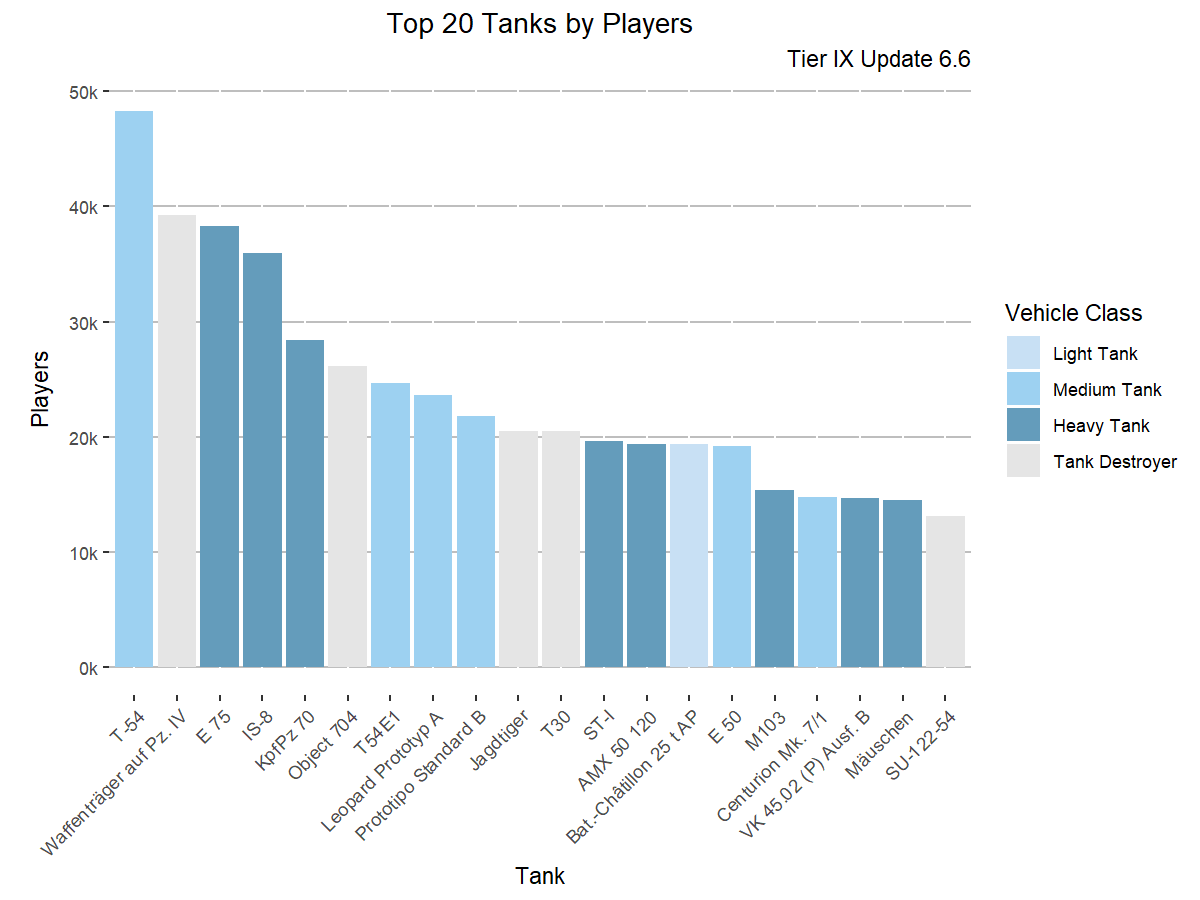 Top 20 Tanks by Players
Tier IX Update 6.6
Players
50k
40k
30k
20k
10k
0k
T-54
Waffenträger auf Pz. IV
E 75
IS-8
KpfPz 70
Object 704
T54E1
Leopard Prototyp A
Prototipo Standard B
Jagdtiger
T30
ST-I
AMX 50 120
Bat.-Châtillon 25 t AP
E 50
M103
Centurion Mk. 7/1
VK 45.02 (P) Ausf. B
Mäuschen
SU-122-54
Tank
Vehicle Class
Light Tank
Medium Tank
Heavy Tank
Tank Destroyer